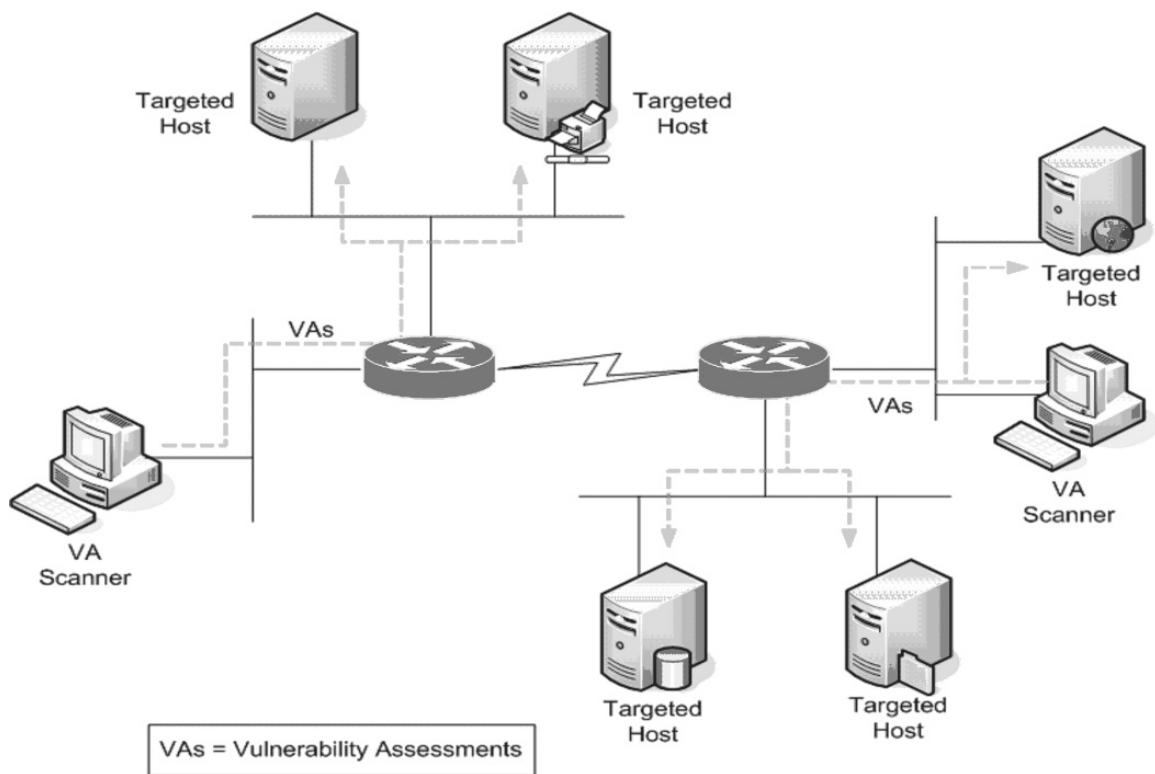 Targeted
Host
Targeted
Host
Targeted
Host
VAs
VAs
VA
Scanner
VA
Scanner
Targeted
Host
Targeted
Host
VAs = Vulnerability Assessments